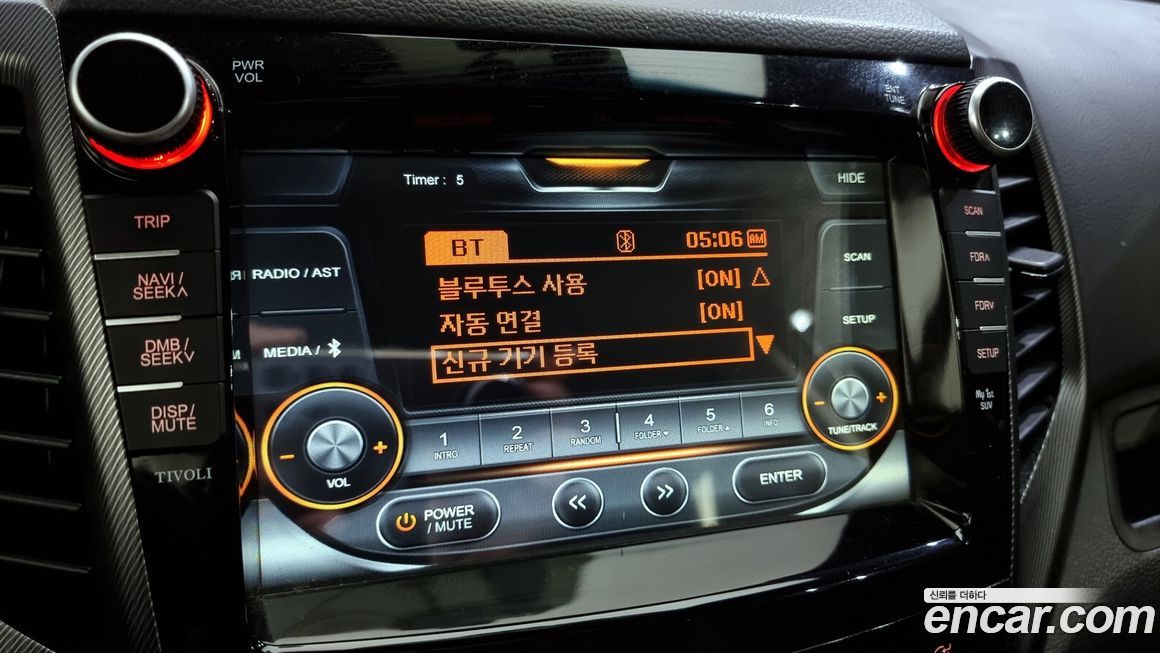 PWR
VOL
ENT
TUNE
TRIP
NAVI /
SEEK∧
DMB /
SEEK∨
DISP/
MUTE
TIVOLI
Timer : 5
HIDE
RADIO / AST
MEDIA /
BT 05:06 AM
블루투스 사용 [ON] △
자동 연결 [ON]
신규 기기 등록 ▼
SCAN
SETUP
- + VOL
1 INTRO
2 REPEAT
3 RANDOM
4 FOLDER ▼
5 FOLDER ▲
6 INFO
- + TUNE/TRACK
POWER
/ MUTE
<<
>>
ENTER
SCAN
FDR∧
FDR∨
SETUP
My 1st
SUV
신뢰를 더하다
encar.com